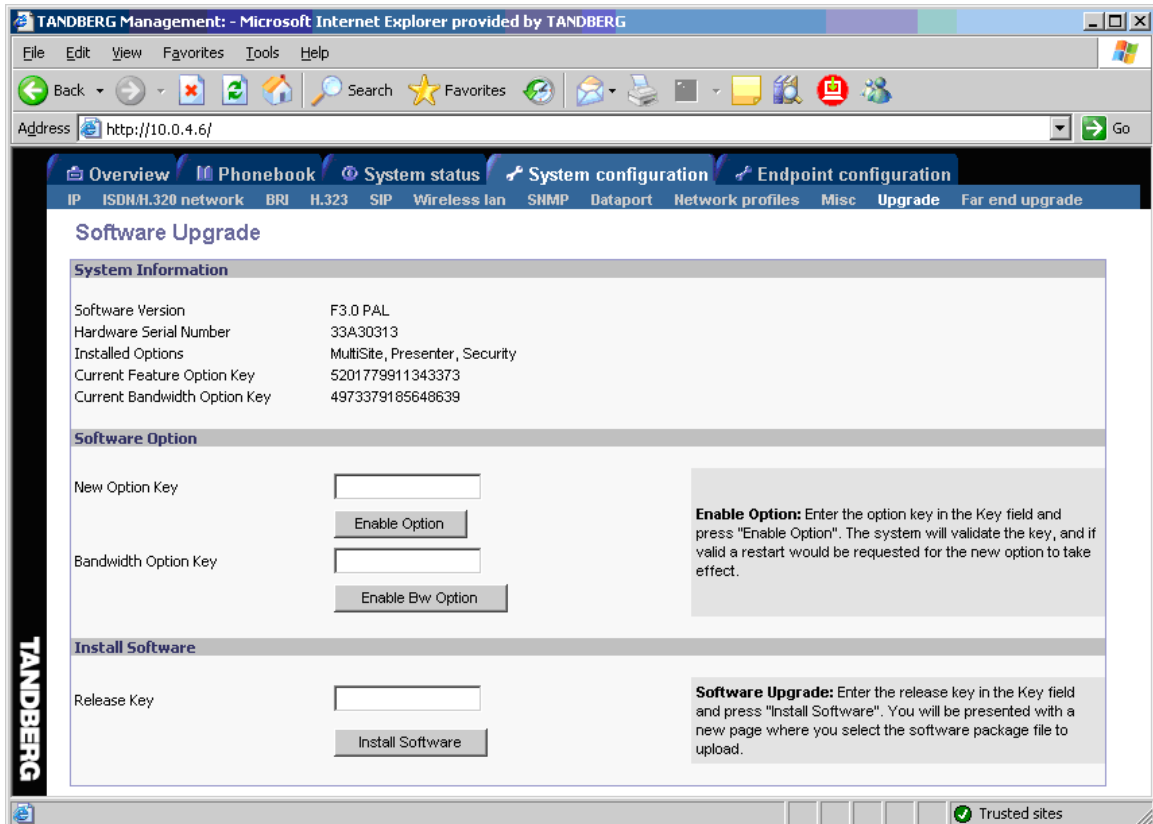 TANDBERG Management: - Microsoft Internet Explorer provided by TANDBERG
File Edit View Favorites Tools Help
Back Search Favorites
Address http://10.0.4.6/ Go
Overview Phonebook System status System configuration Endpoint configuration
IP ISDN/H.320 network BRI H.323 SIP Wireless lan SNMP Dataport Network profiles Misc Upgrade Far end upgrade
Software Upgrade
System Information
Software Version F3.0 PAL
Hardware Serial Number 33A30313
Installed Options MultiSite, Presenter, Security
Current Feature Option Key 5201779911343373
Current Bandwidth Option Key 4973379185648639
Software Option
New Option Key
Enable Option
Bandwidth Option Key
Enable Bw Option
Enable Option: Enter the option key in the Key field and
press "Enable Option". The system will validate the key, and if
valid a restart would be requested for the new option to take
effect.
Install Software
Release Key
Install Software
Software Upgrade: Enter the release key in the Key field
and press "Install Software". You will be presented with a
new page where you select the software package file to
upload.
TANDBERG
Trusted sites